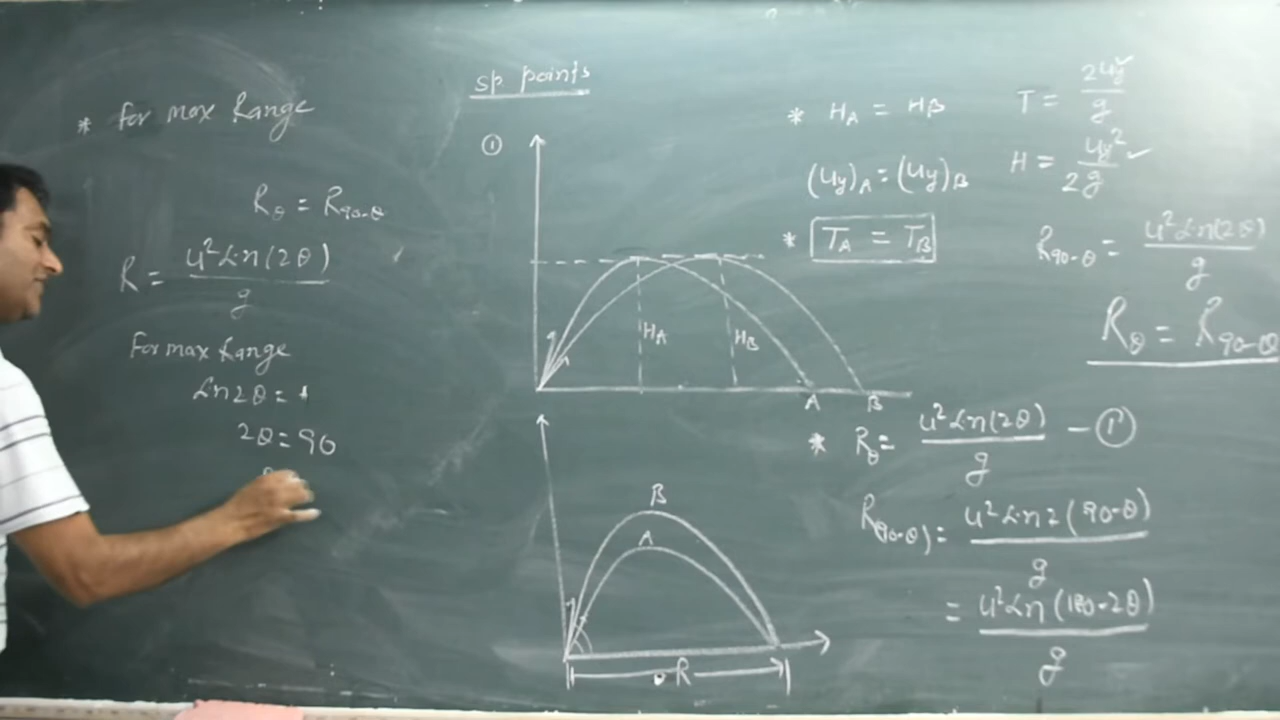 * For max Range
R_θ = R_90-θ
R = u² Sin(2θ) / g
For max Range
Sin2θ = 1
2θ = 90
θ
sp points
①
H_A
H_B
A B
B
A
R
* H_A = H_B
(u_y)_A = (u_y)_B
* T_A = T_B
T = 2u_y / g
H = u_y² / 2g
R_90-θ = u² Sin(2θ) / g
R_θ = R_90-θ
* R_θ = u² Sin(2θ) / g - ①
R_(90-θ) = u² Sin2(90-θ) / g
= u² Sin(180-2θ) / g